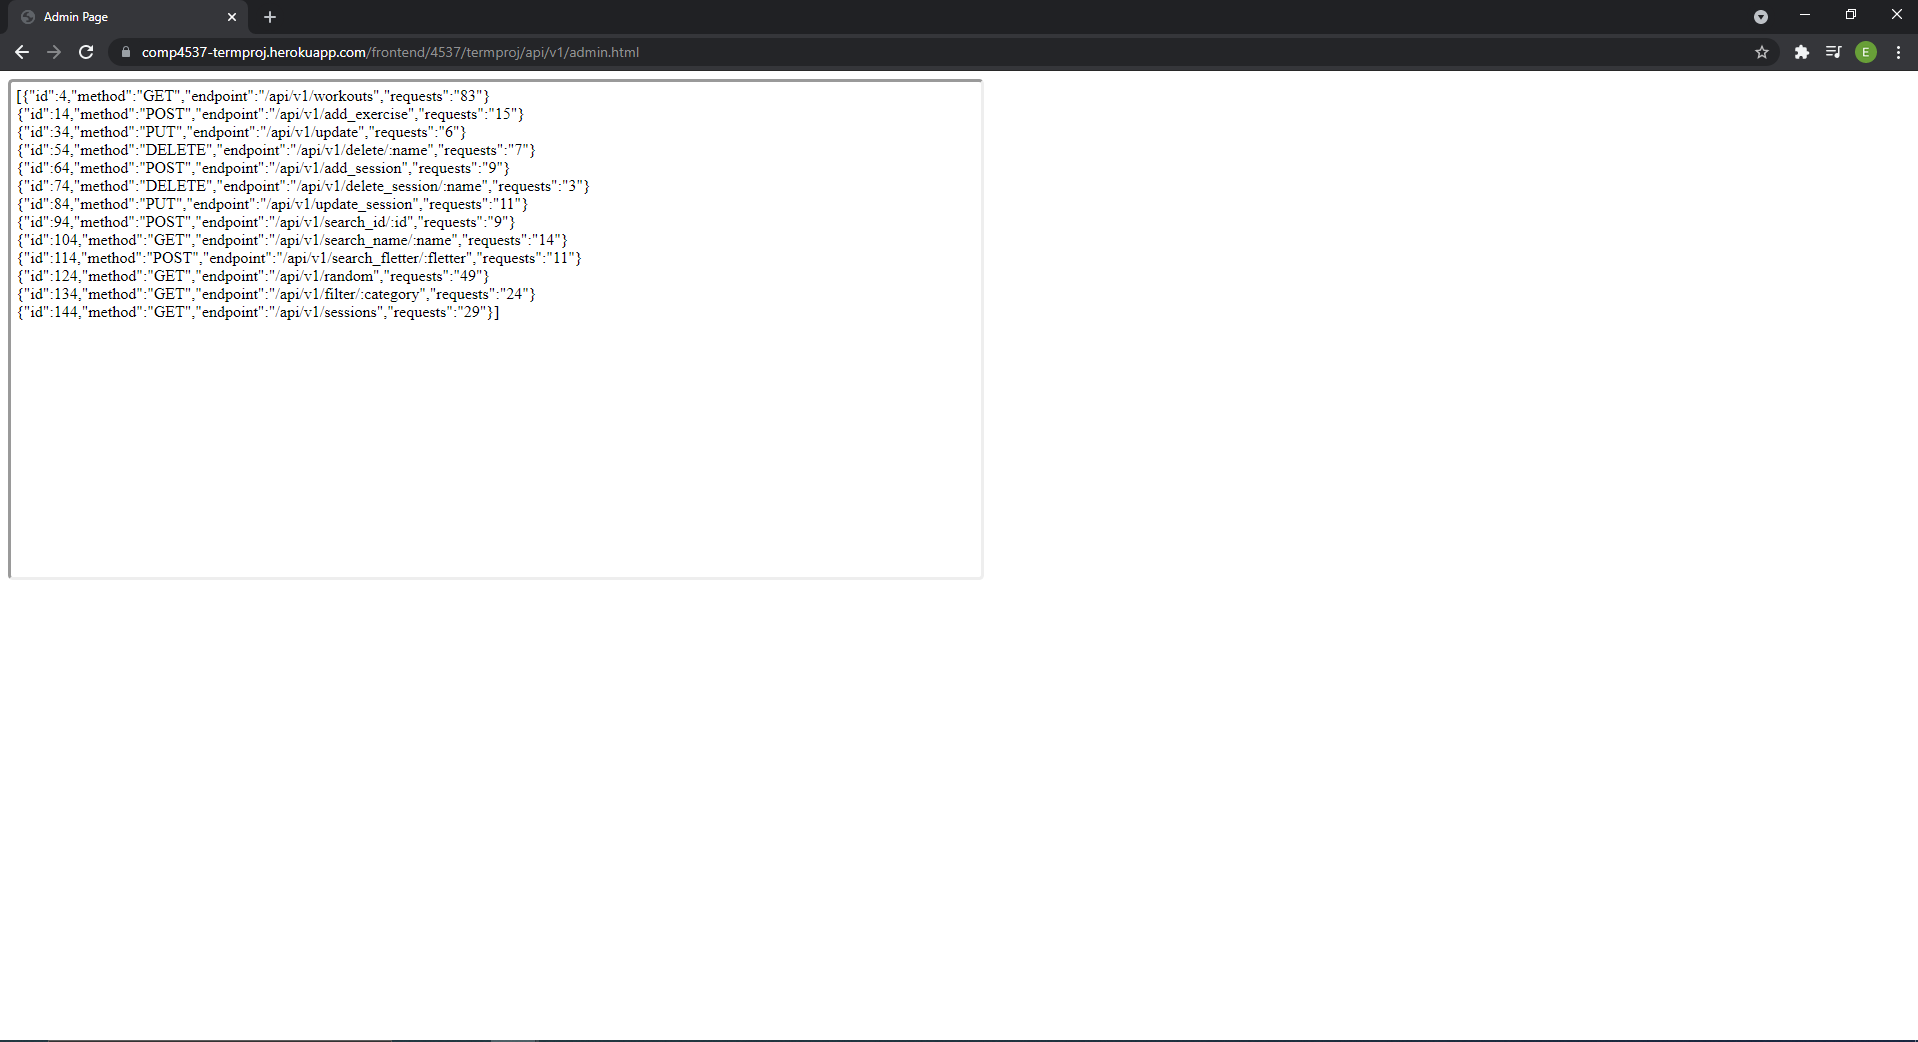 Admin Page
comp4537-termproj.herokuapp.com/frontend/4537/termproj/api/v1/admin.html
E
[{"id":4,"method":"GET","endpoint":"/api/v1/workouts","requests":"83"}
{"id":14,"method":"POST","endpoint":"/api/v1/add_exercise","requests":"15"}
{"id":34,"method":"PUT","endpoint":"/api/v1/update","requests":"6"}
{"id":54,"method":"DELETE","endpoint":"/api/v1/delete/:name","requests":"7"}
{"id":64,"method":"POST","endpoint":"/api/v1/add_session","requests":"9"}
{"id":74,"method":"DELETE","endpoint":"/api/v1/delete_session/:name","requests":"3"}
{"id":84,"method":"PUT","endpoint":"/api/v1/update_session","requests":"11"}
{"id":94,"method":"POST","endpoint":"/api/v1/search_id/:id","requests":"9"}
{"id":104,"method":"GET","endpoint":"/api/v1/search_name/:name","requests":"14"}
{"id":114,"method":"POST","endpoint":"/api/v1/search_fletter/:fletter","requests":"11"}
{"id":124,"method":"GET","endpoint":"/api/v1/random","requests":"49"}
{"id":134,"method":"GET","endpoint":"/api/v1/filter/:category","requests":"24"}
{"id":144,"method":"GET","endpoint":"/api/v1/sessions","requests":"29"}]